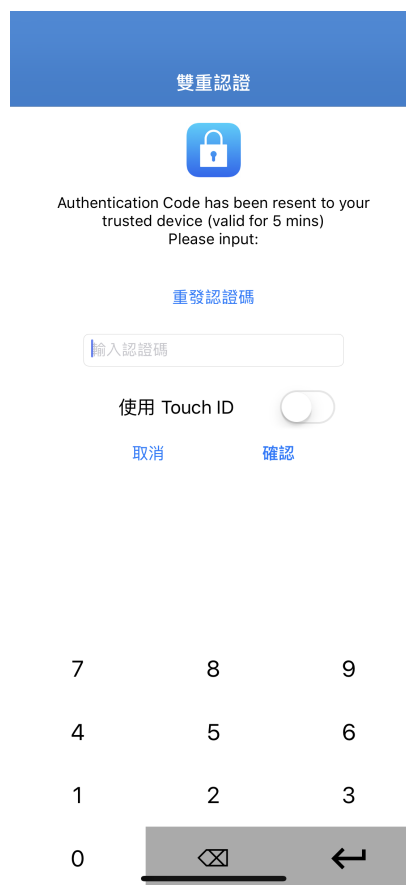 雙重認證
Authentication Code has been resent to your
trusted device (valid for 5 mins)
Please input:
重發認證碼
輸入認證碼
使用 Touch ID
取消 確認
7 8 9
4 5 6
1 2 3
0